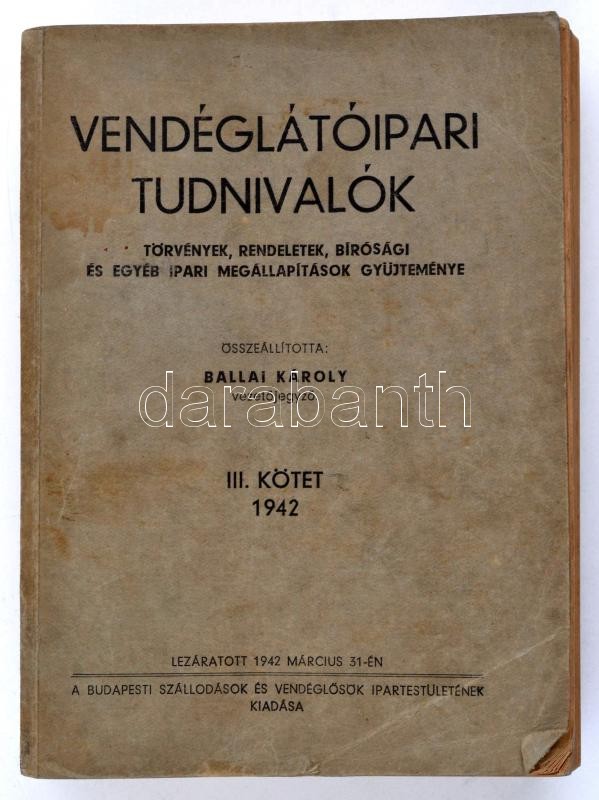 VENDÉGLÁTÓIPARI
TUDNIVALÓK
TÖRVÉNYEK, RENDELETEK, BÍRÓSÁGI
ÉS EGYÉB IPARI MEGÁLLAPÍTÁSOK GYÜJTEMÉNYE
ÖSSZEÁLLÍTOTTA:
BALLAI KÁROLY
vezetőjegyző
darabanth
III. KÖTET
1942
LEZÁRATOTT 1942 MÁRCIUS 31-ÉN
A BUDAPESTI SZÁLLODÁSOK ÉS VENDÉGLŐSÖK IPARTESTÜLETÉNEK
KIADÁSA